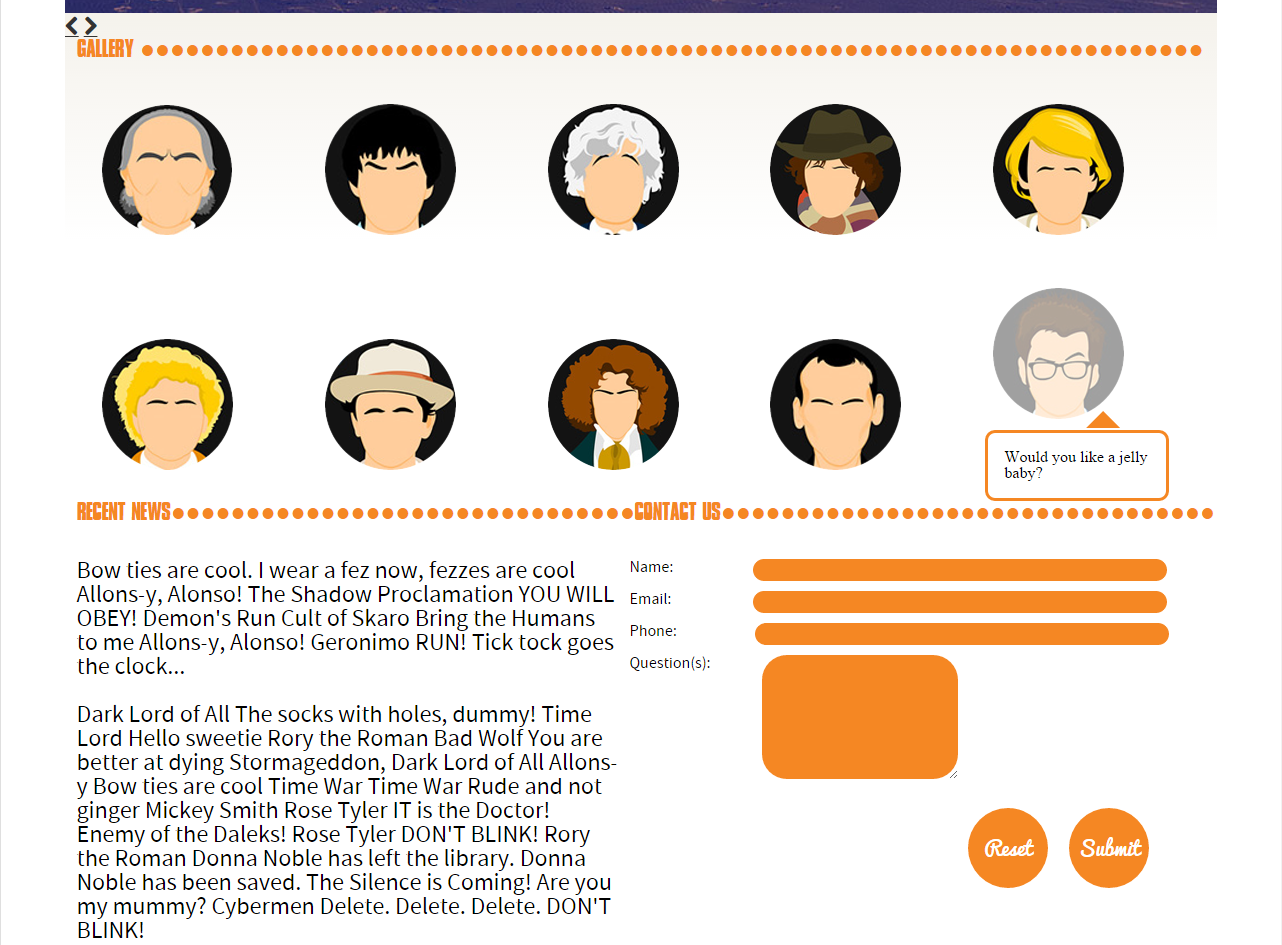 GALLERY
Would you like a jelly
baby?
RECENT NEWS
Bow ties are cool. I wear a fez now, fezzes are cool
Allons-y, Alonso! The Shadow Proclamation YOU WILL
OBEY! Demon's Run Cult of Skaro Bring the Humans
to me Allons-y, Alonso! Geronimo RUN! Tick tock goes
the clock...
Dark Lord of All The socks with holes, dummy! Time
Lord Hello sweetie Rory the Roman Bad Wolf You are
better at dying Stormageddon, Dark Lord of All Allons-
y Bow ties are cool Time War Time War Rude and not
ginger Mickey Smith Rose Tyler IT is the Doctor!
Enemy of the Daleks! Rose Tyler DON'T BLINK! Rory
the Roman Donna Noble has left the library. Donna
Noble has been saved. The Silence is Coming! Are you
my mummy? Cybermen Delete. Delete. Delete. DON'T
BLINK!
CONTACT US
Name:
Email:
Phone:
Question(s):
Reset
Submit